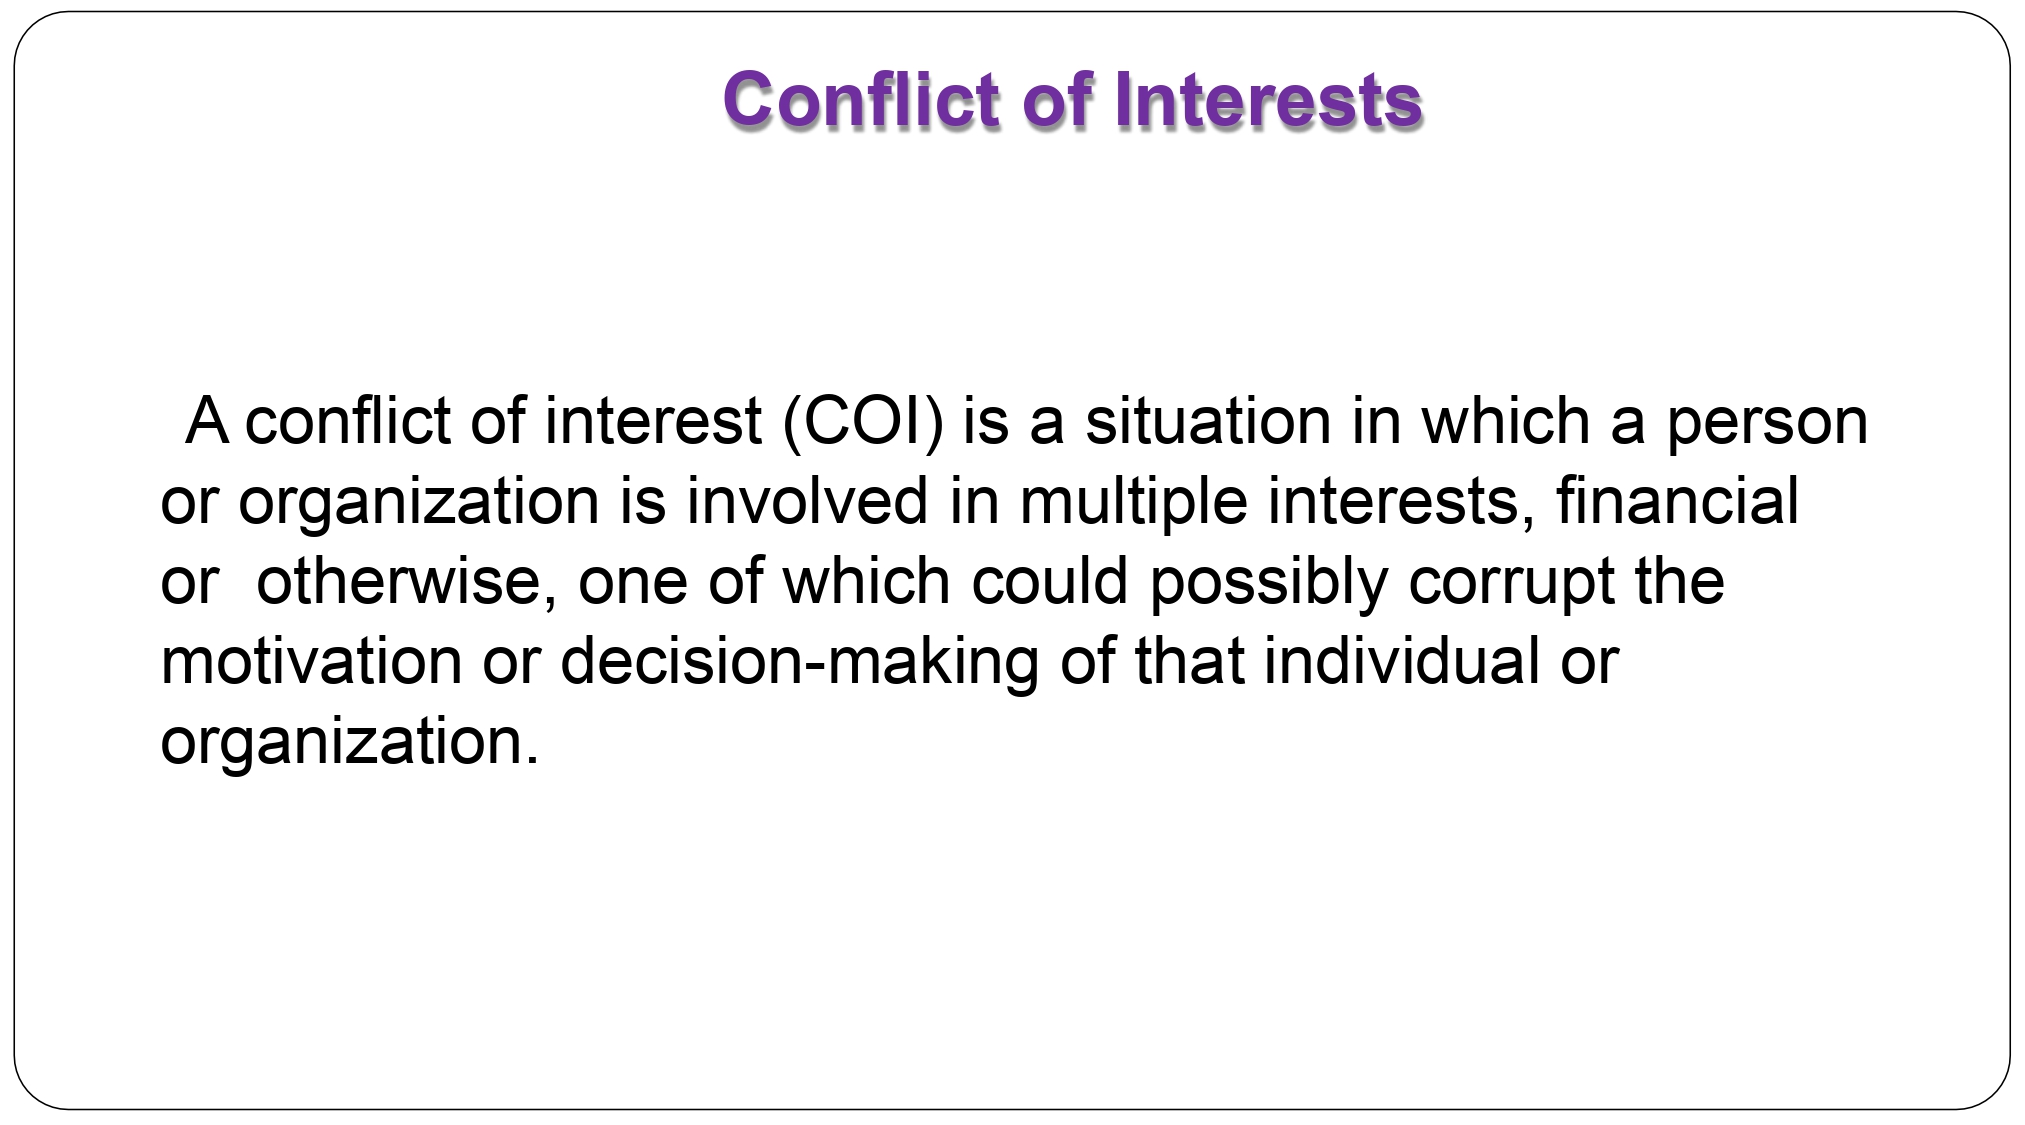 Conflict of Interests
A conflict of interest (COI) is a situation in which a person
or organization is involved in multiple interests, financial
or  otherwise, one of which could possibly corrupt the
motivation or decision-making of that individual or
organization.